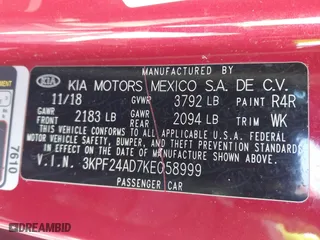 MANUFACTURED BY
KIA KIA MOTORS MEXICO S.A. DE C.V.
11/18 GVWR 3792 LB PAINT R4R
GAWR FRT 2183 LB GAWR RR 2094 LB TRIM WK
THIS VEHICLE CONFORMS TO ALL APPLICABLE U.S. FEDERAL
MOTOR VEHICLE SAFETY, BUMPER, AND THEFT PREVENTION
STANDARDS IN EFFECT ON THE DATE OF MANUFACTURE SHOWN ABOVE.
V.I.N. 3KPF24AD7KE058999
PASSENGER CAR
7610
DREAMBID